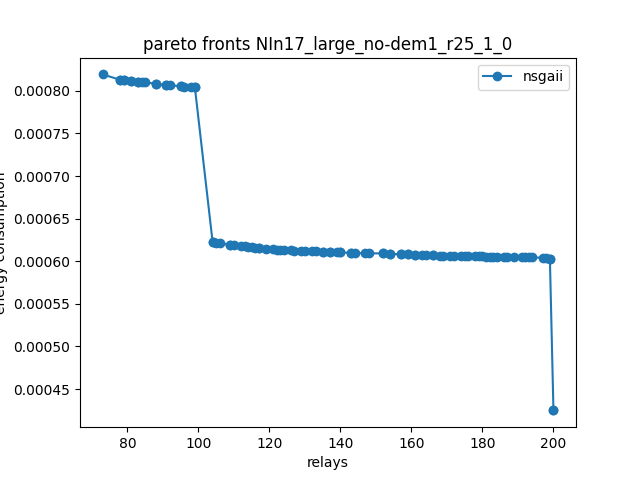 pareto fronts NIn17_large_no-dem1_r25_1_0
nsgaii
0.00080
0.00075
0.00070
0.00065
0.00060
0.00055
0.00050
0.00045
energy consumption
80 100 120 140 160 180 200
relays